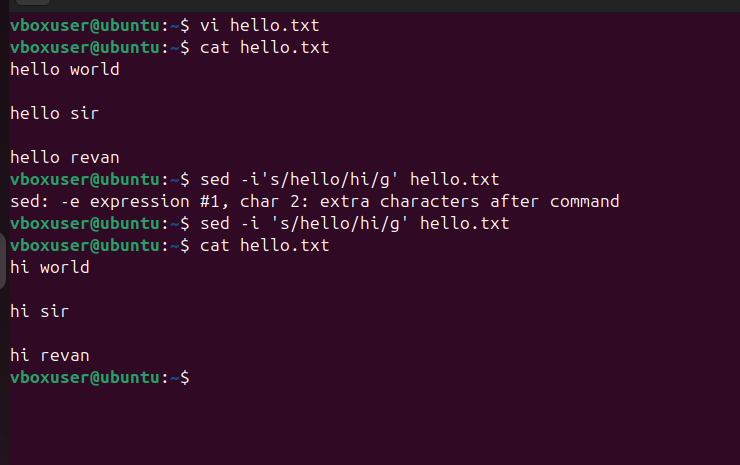 vboxuser@ubuntu:~$ vi hello.txt
vboxuser@ubuntu:~$ cat hello.txt
hello world
hello sir
hello revan
vboxuser@ubuntu:~$ sed -i's/hello/hi/g' hello.txt
sed: -e expression #1, char 2: extra characters after command
vboxuser@ubuntu:~$ sed -i 's/hello/hi/g' hello.txt
vboxuser@ubuntu:~$ cat hello.txt
hi world
hi sir
hi revan
vboxuser@ubuntu:~$